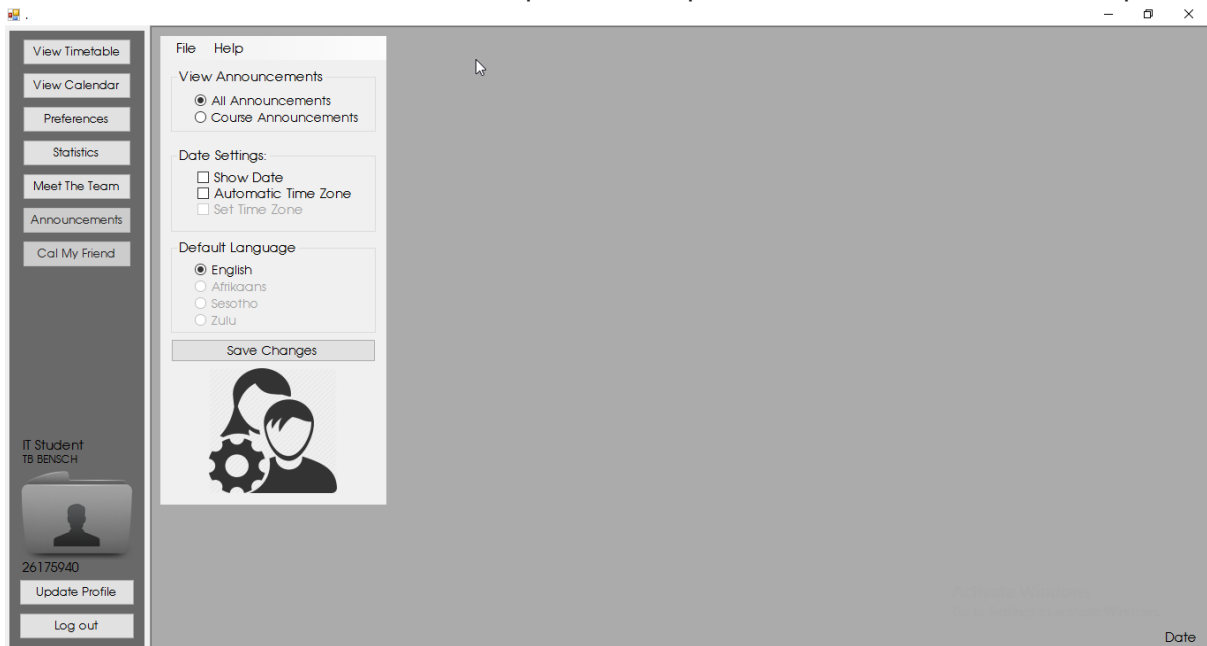 .
View Timetable
View Calendar
Preferences
Statistics
Meet The Team
Announcements
Cal My Friend
IT Student
TB BENSCH
26175940
Update Profile
Log out
File Help
View Announcements
All Announcements
Course Announcements
Date Settings:
Show Date
Automatic Time Zone
Set Time Zone
Default Language
English
Afrikaans
Sesotho
Zulu
Save Changes
Date